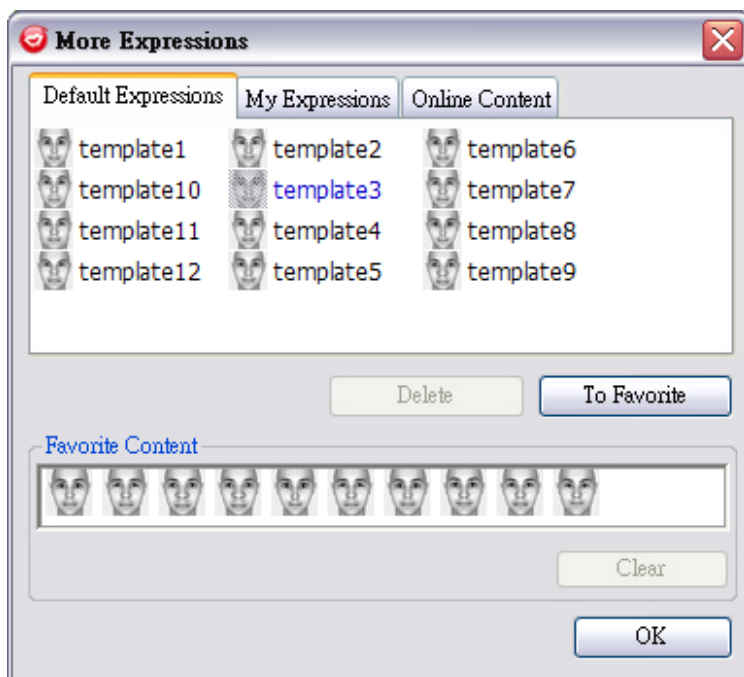 More Expressions
Default Expressions My Expressions Online Content
template1 template2 template6
template10 template3 template7
template11 template4 template8
template12 template5 template9
Delete To Favorite
Favorite Content
Clear
OK